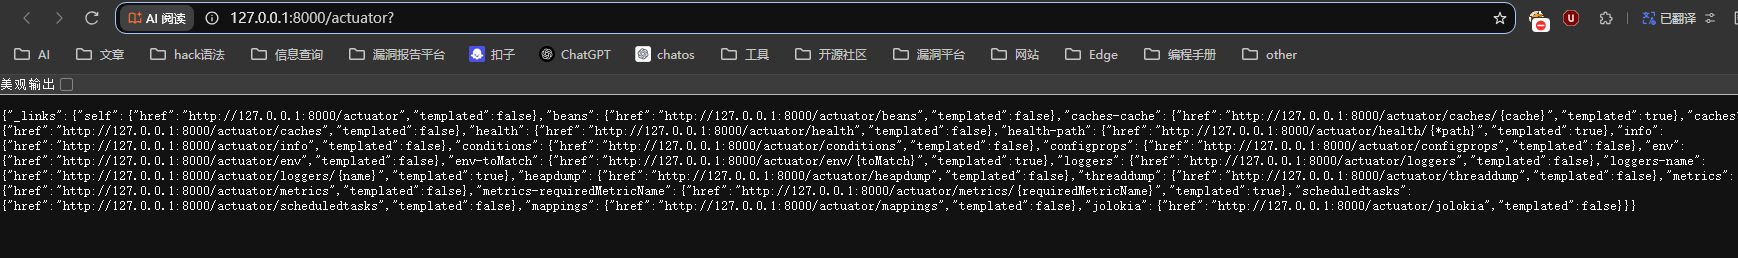 AI 阅读 127.0.0.1:8000/actuator? 已翻译
AI 文章 hack语法 信息查询 漏洞报告平台 扣子 ChatGPT chatos 工具 开源社区 漏洞平台 网站 Edge 编程手册 other
美观输出
{"_links":{"self":{"href":"http://127.0.0.1:8000/actuator","templated":false},"beans":{"href":"http://127.0.0.1:8000/actuator/beans","templated":false},"caches-cache":{"href":"http://127.0.0.1:8000/actuator/caches/{cache}","templated":true},"caches
{"href":"http://127.0.0.1:8000/actuator/caches","templated":false},"health":{"href":"http://127.0.0.1:8000/actuator/health","templated":false},"health-path":{"href":"http://127.0.0.1:8000/actuator/health/{*path}","templated":true},"info":
{"href":"http://127.0.0.1:8000/actuator/info","templated":false},"conditions":{"href":"http://127.0.0.1:8000/actuator/conditions","templated":false},"configprops":{"href":"http://127.0.0.1:8000/actuator/configprops","templated":false},"env":
{"href":"http://127.0.0.1:8000/actuator/env","templated":false},"env-toMatch":{"href":"http://127.0.0.1:8000/actuator/env/{toMatch}","templated":true},"loggers":{"href":"http://127.0.0.1:8000/actuator/loggers","templated":false},"loggers-name":
{"href":"http://127.0.0.1:8000/actuator/loggers/{name}","templated":true},"heapdump":{"href":"http://127.0.0.1:8000/actuator/heapdump","templated":false},"threaddump":{"href":"http://127.0.0.1:8000/actuator/threaddump","templated":false},"metrics":
{"href":"http://127.0.0.1:8000/actuator/metrics","templated":false},"metrics-requiredMetricName":{"href":"http://127.0.0.1:8000/actuator/metrics/{requiredMetricName}","templated":true},"scheduledtasks":
{"href":"http://127.0.0.1:8000/actuator/scheduledtasks","templated":false},"mappings":{"href":"http://127.0.0.1:8000/actuator/mappings","templated":false},"jolokia":{"href":"http://127.0.0.1:8000/actuator/jolokia","templated":false}}}